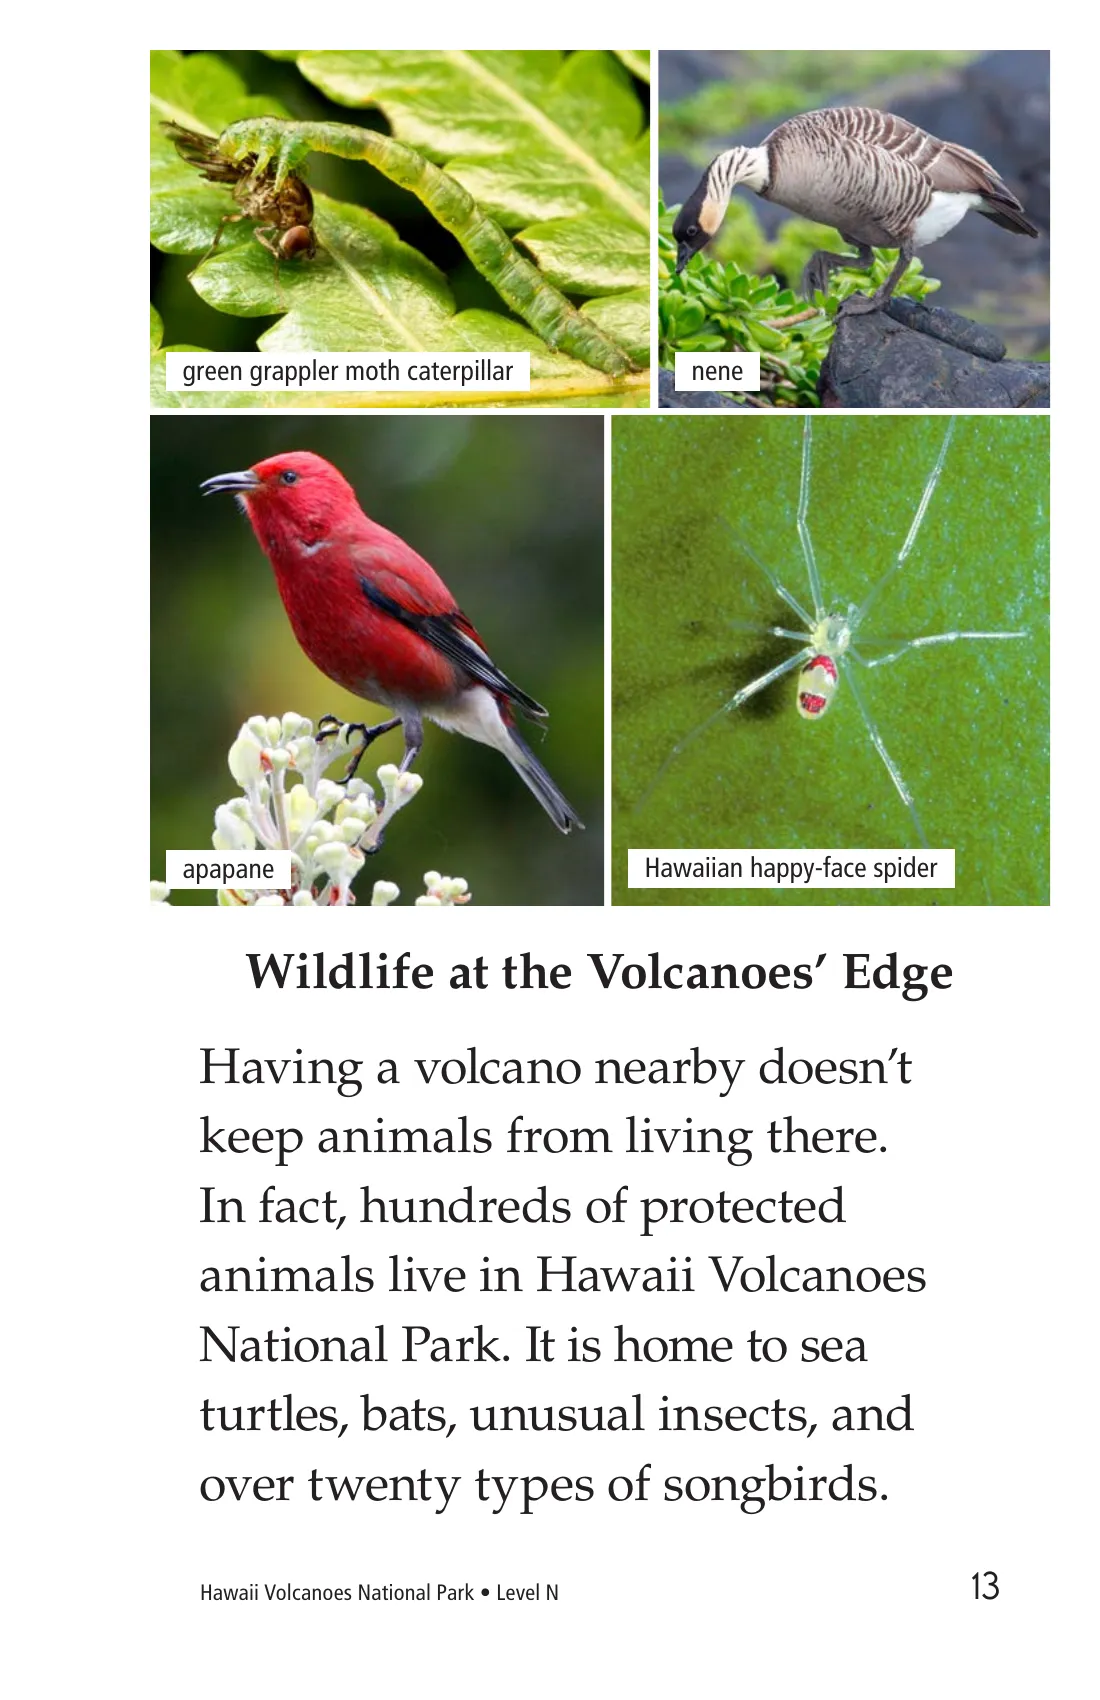 green grappler moth caterpillar
nene
apapane
Hawaiian happy-face spider
Wildlife at the Volcanoes’ Edge
Having a volcano nearby doesn’t
keep animals from living there.
In fact, hundreds of protected
animals live in Hawaii Volcanoes
National Park. It is home to sea
turtles, bats, unusual insects, and
over twenty types of songbirds.
Hawaii Volcanoes National Park • Level N
13